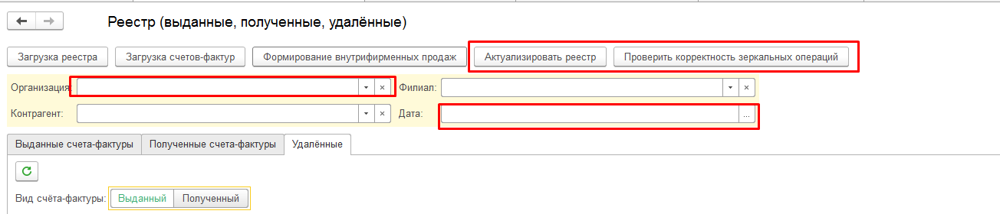 Реестр (выданные, полученные, удалённые)
Загрузка реестра Загрузка счетов-фактур Формирование внутрифирменных продаж Актуализировать реестр Проверить корректность зеркальных операций
Организация: Филиал:
Контрагент: Дата: ...
Выданные счета-фактуры Полученные счета-фактуры Удалённые
Вид счёта-фактуры: Выданный Полученный